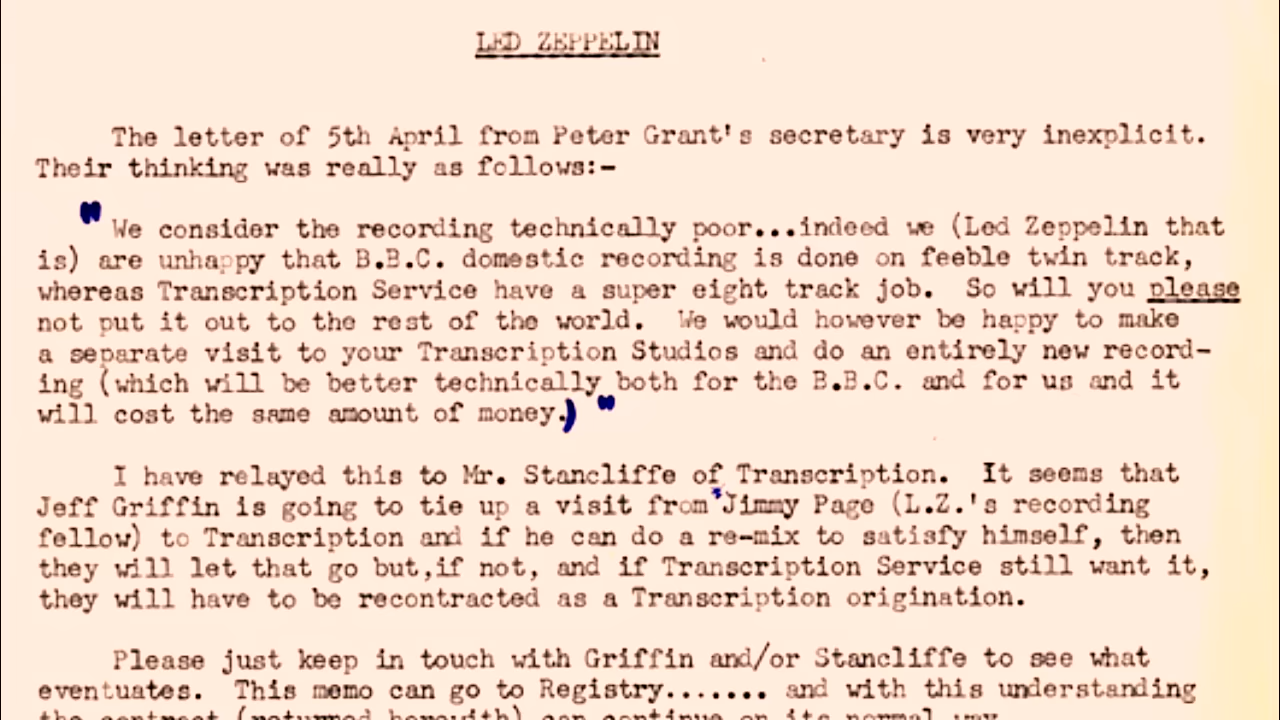 LED ZEPPELIN
The letter of 5th April from Peter Grant's secretary is very inexplicit.
Their thinking was really as follows:-
" We consider the recording technically poor...indeed we (Led Zeppelin that
is) are unhappy that B.B.C. domestic recording is done on feeble twin track,
whereas Transcription Service have a super eight track job.  So will you please
not put it out to the rest of the world.  We would however be happy to make
a separate visit to your Transcription Studios and do an entirely new record-
ing (which will be better technically both for the B.B.C. and for us and it
will cost the same amount of money.) "
I have relayed this to Mr. Stancliffe of Transcription.  It seems that
Jeff Griffin is going to tie up a visit from Jimmy Page (L.Z.'s recording
fellow) to Transcription and if he can do a re-mix to satisfy himself, then
they will let that go but,if not, and if Transcription Service still want it,
they will have to be recontracted as a Transcription origination.
Please just keep in touch with Griffin and/or Stancliffe to see what
eventuates.  This memo can go to Registry....... and with this understanding
the contract (returned herewith) can continue on its normal way.